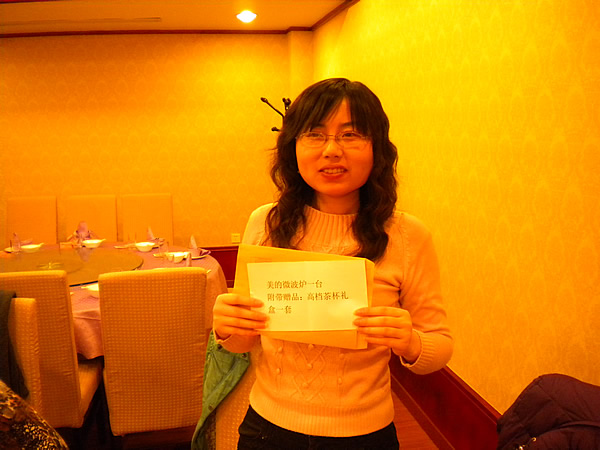 美的微波炉一台
附带赠品：高档茶杯礼
盒一套